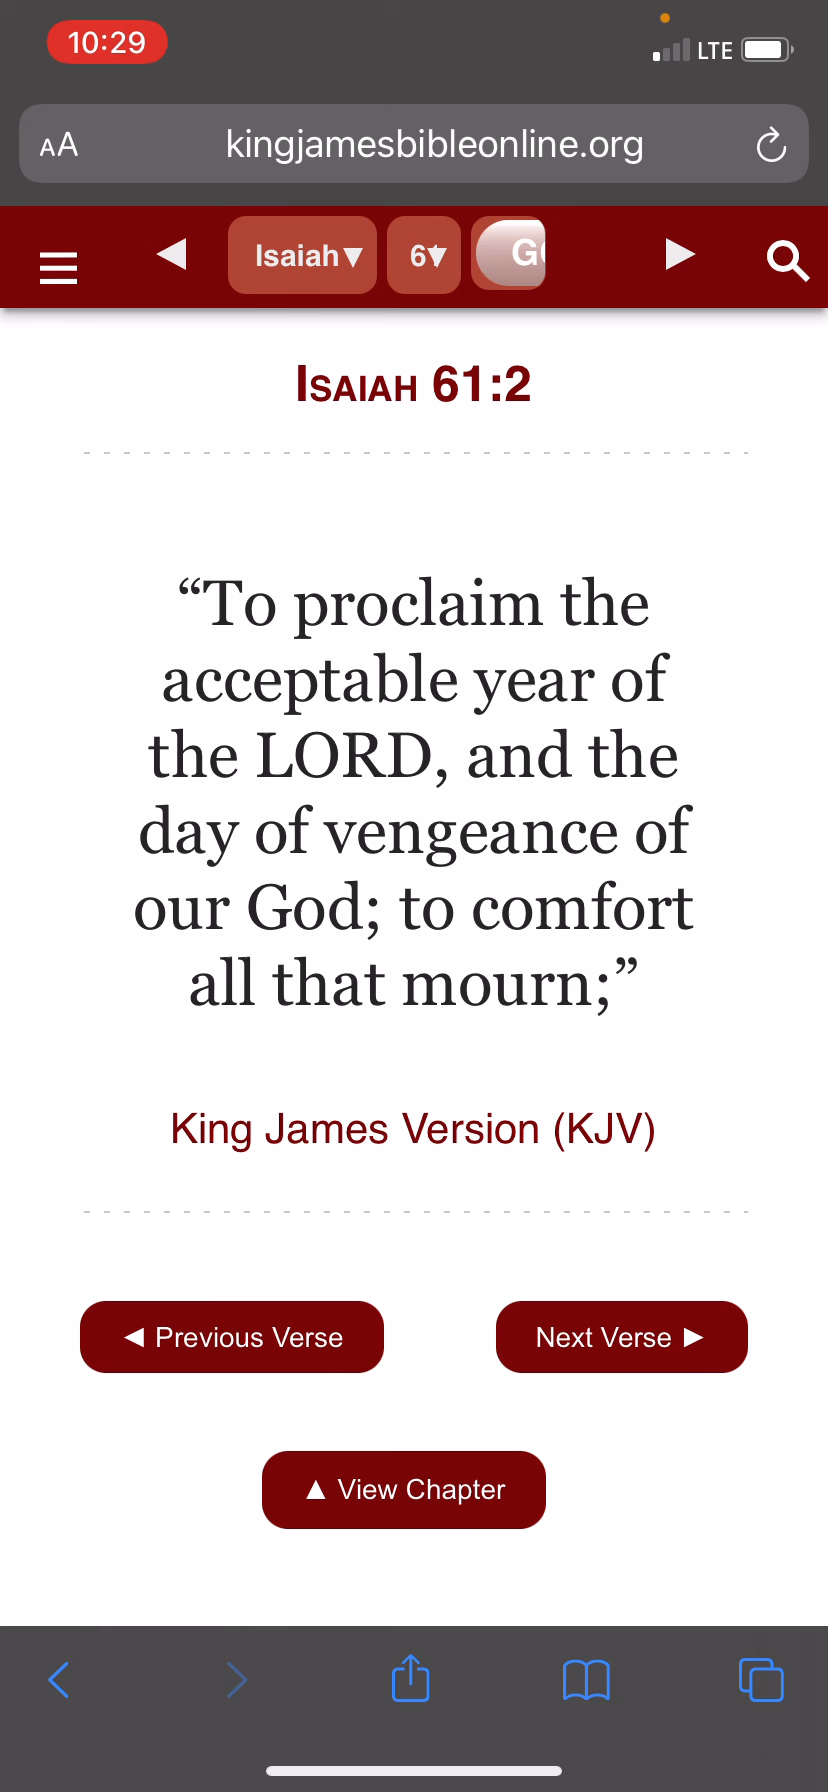 10:29
LTE
AA
kingjamesbibleonline.org
Isaiah▼
G
Isaiah 61:2
“To proclaim the
acceptable year of
the LORD, and the
day of vengeance of
our God; to comfort
all that mourn;”
King James Version (KJV)
◀ Previous Verse
Next Verse ▶
▲ View Chapter